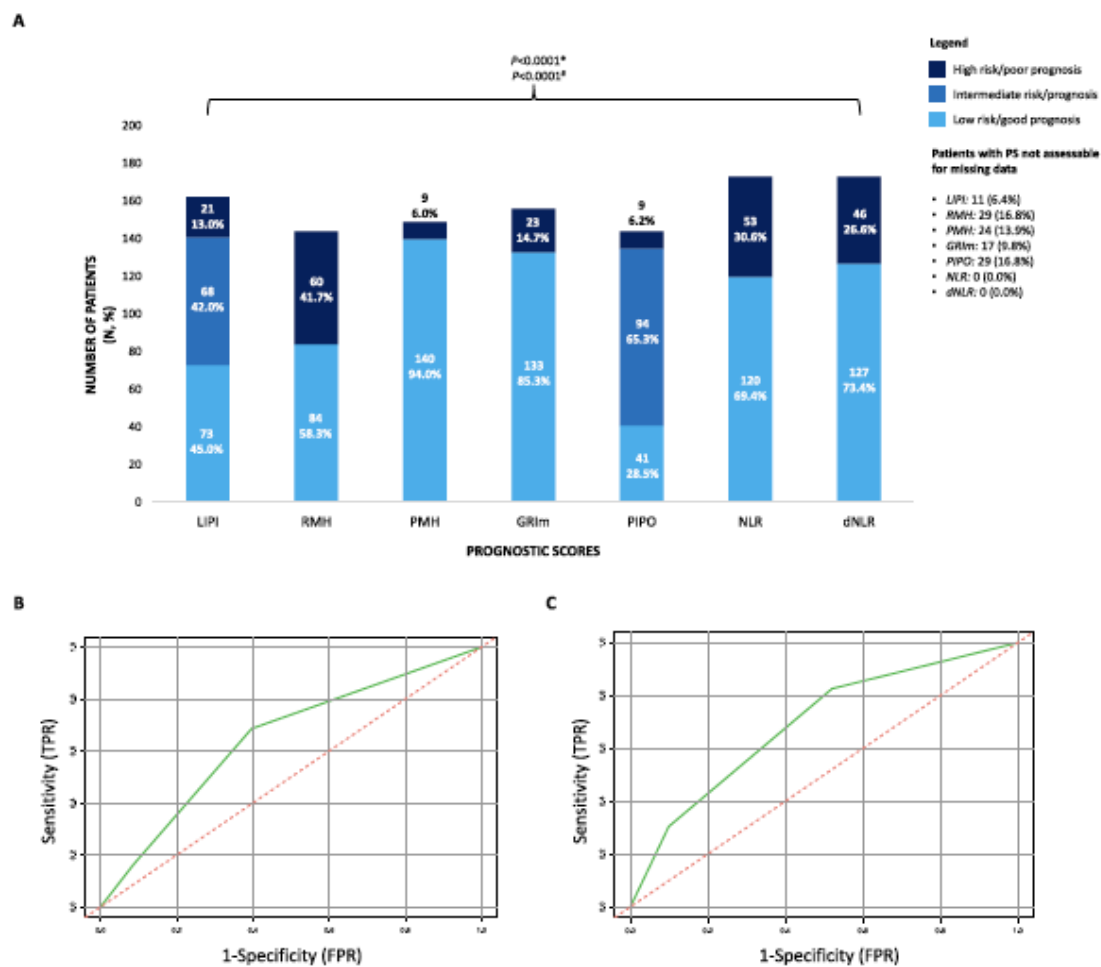 A
P<0.0001*
P<0.0001#
Legend
High risk/poor prognosis
Intermediate risk/prognosis
Low risk/good prognosis
Patients with PS not assessable
for missing data
• LIPI: 11 (6.4%)
• RMH: 29 (16.8%)
• PMH: 24 (13.9%)
• GRIm: 17 (9.8%)
• PIPO: 29 (16.8%)
• NLR: 0 (0.0%)
• dNLR: 0 (0.0%)
NUMBER OF PATIENTS
(N, %)
200
180
160
140
120
100
80
60
40
20
0
21
13.0%
68
42.0%
73
45.0%
60
41.7%
84
58.3%
9
6.0%
140
94.0%
23
14.7%
133
85.3%
9
6.2%
94
65.3%
41
28.5%
53
30.6%
120
69.4%
46
26.6%
127
73.4%
LIPI RMH PMH GRIm PIPO NLR dNLR
PROGNOSTIC SCORES
B
Sensitivity (TPR)
1-Specificity (FPR)
C
Sensitivity (TPR)
1-Specificity (FPR)